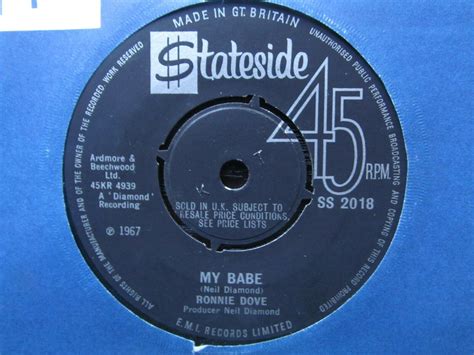 MADE IN GT. BRITAIN
Stateside
45
R.P.M.
SS 2018
Ardmore &
Beechwood
Ltd.
45KR 4939
A 'Diamond'
Recording
℗ 1967
K
SOLD IN U.K. SUBJECT TO
RESALE PRICE CONDITIONS,
SEE PRICE LISTS
MY BABE
(Neil Diamond)
RONNIE DOVE
Producer Neil Diamond
E.M.I. RECORDS LIMITED
ALL RIGHTS OF THE MANUFACTURER AND OF THE OWNER OF THE RECORDED WORK RESERVED
UNAUTHORISED PUBLIC PERFORMANCE BROADCASTING AND COPYING OF THIS RECORD PROHIBITED